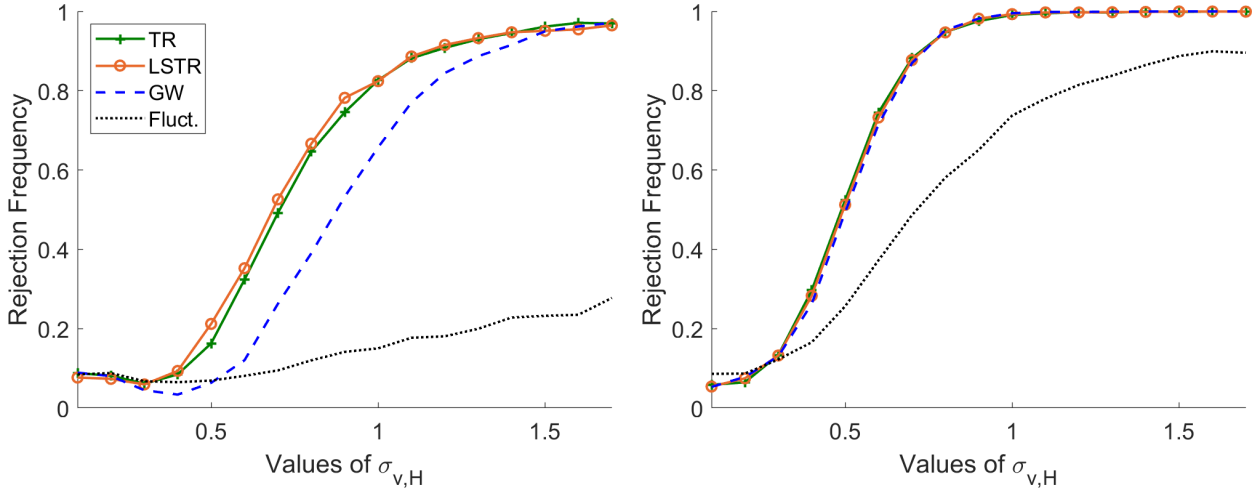 Rejection Frequency
1
0.8
0.6
0.4
0.2
0
TR
LSTR
GW
Fluct.
0.5
1
1.5
Values of σv,H
Rejection Frequency
1
0.8
0.6
0.4
0.2
0
0.5
1
1.5
Values of σv,H